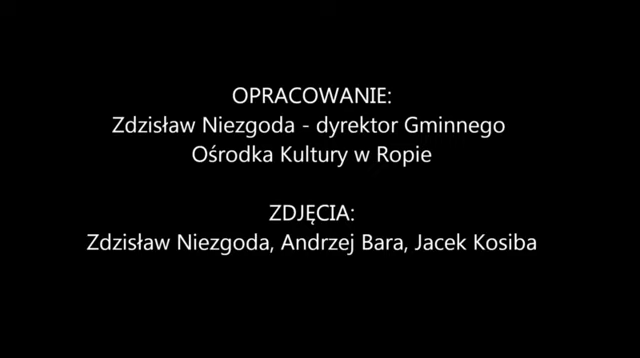 OPRACOWANIE:
Zdzisław Niezgoda - dyrektor Gminnego
Ośrodka Kultury w Ropie
ZDJĘCIA:
Zdzisław Niezgoda, Andrzej Bara, Jacek Kosiba